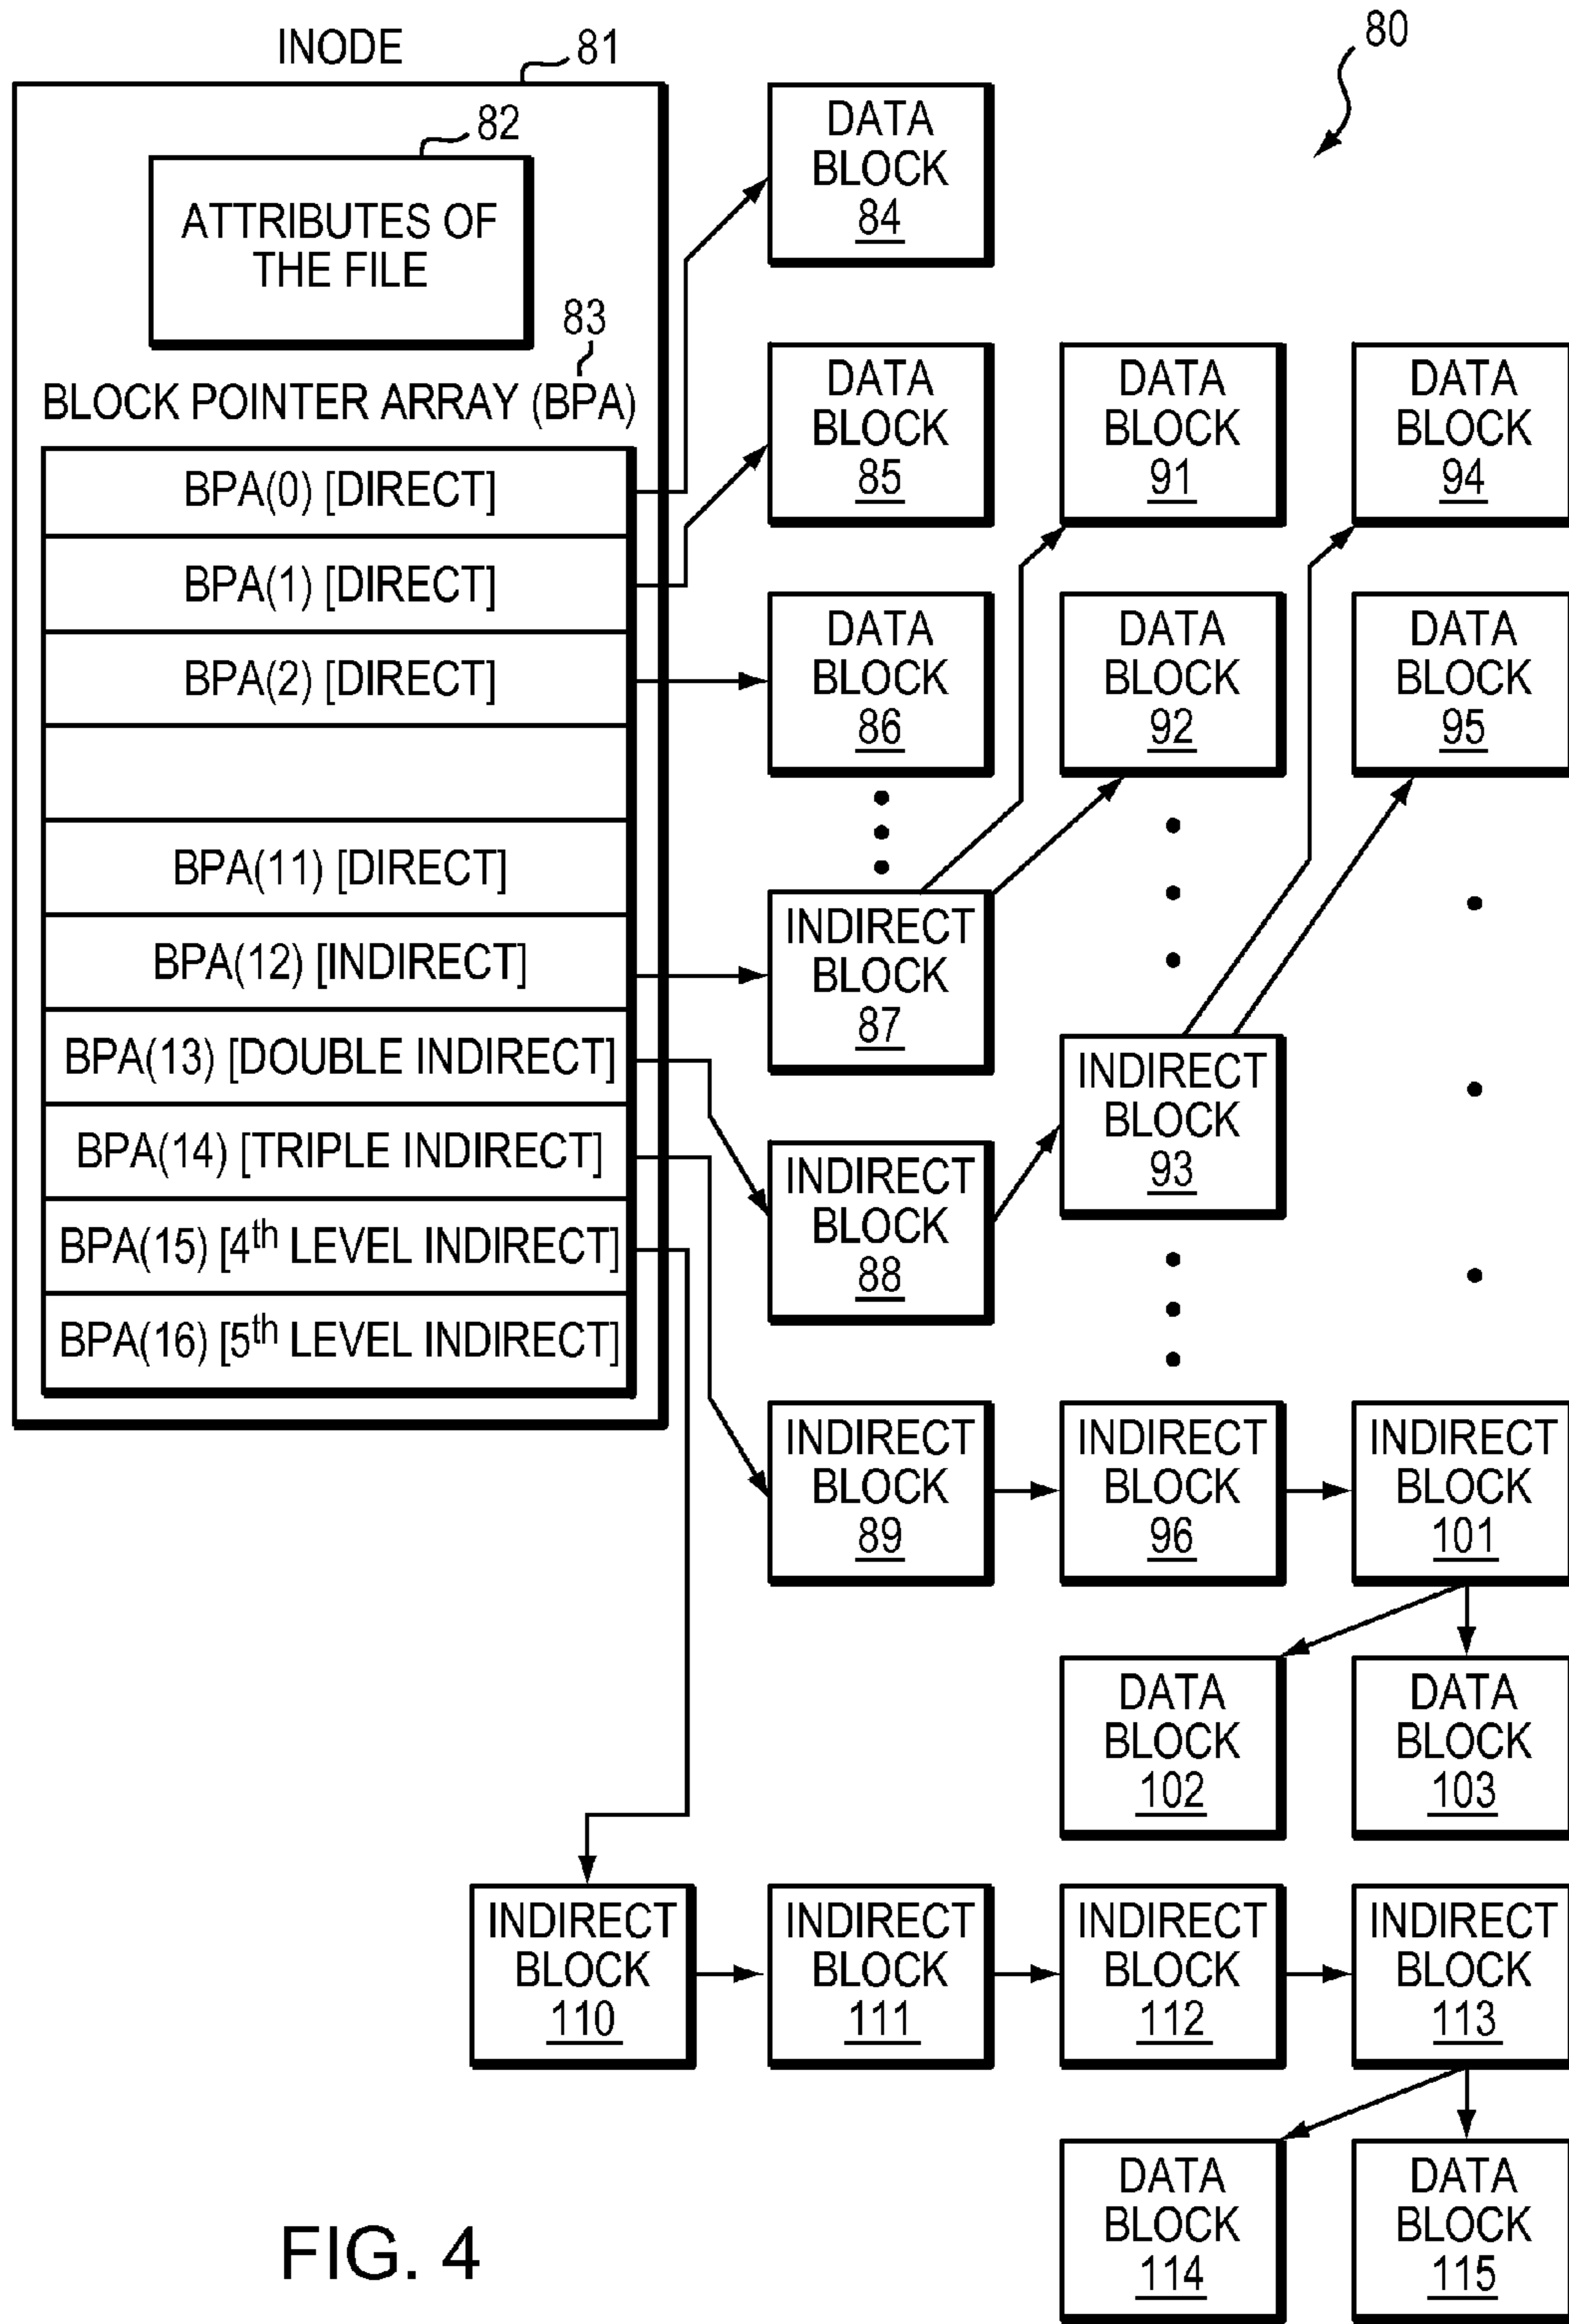 INODE
81
80
82
ATTRIBUTES OF
THE FILE
83
BLOCK POINTER ARRAY (BPA)
BPA(0) [DIRECT]
BPA(1) [DIRECT]
BPA(2) [DIRECT]
BPA(11) [DIRECT]
BPA(12) [INDIRECT]
BPA(13) [DOUBLE INDIRECT]
BPA(14) [TRIPLE INDIRECT]
BPA(15) [4th LEVEL INDIRECT]
BPA(16) [5th LEVEL INDIRECT]
DATA
BLOCK
84
DATA
BLOCK
85
DATA
BLOCK
91
DATA
BLOCK
94
DATA
BLOCK
86
DATA
BLOCK
92
DATA
BLOCK
95
INDIRECT
BLOCK
87
INDIRECT
BLOCK
93
INDIRECT
BLOCK
88
INDIRECT
BLOCK
89
INDIRECT
BLOCK
96
INDIRECT
BLOCK
101
DATA
BLOCK
102
DATA
BLOCK
103
INDIRECT
BLOCK
110
INDIRECT
BLOCK
111
INDIRECT
BLOCK
112
INDIRECT
BLOCK
113
DATA
BLOCK
114
DATA
BLOCK
115
FIG. 4